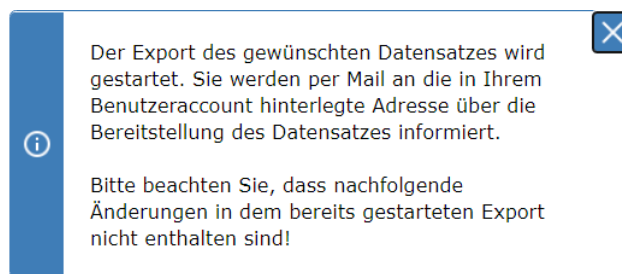 Der Export des gewünschten Datensatzes wird
gestartet. Sie werden per Mail an die in Ihrem
Benutzeraccount hinterlegte Adresse über die
Bereitstellung des Datensatzes informiert.
Bitte beachten Sie, dass nachfolgende
Änderungen in dem bereits gestarteten Export
nicht enthalten sind!